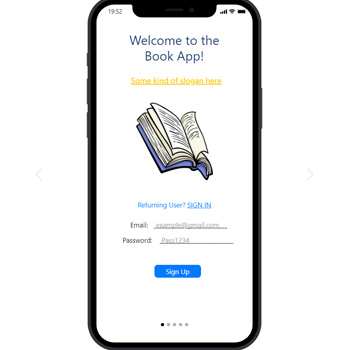 19:52
Welcome to the
Book App!
Some kind of slogan here
Returning User? SIGN IN
Email: example@gmail.com
Password: Pass1234
Sign Up